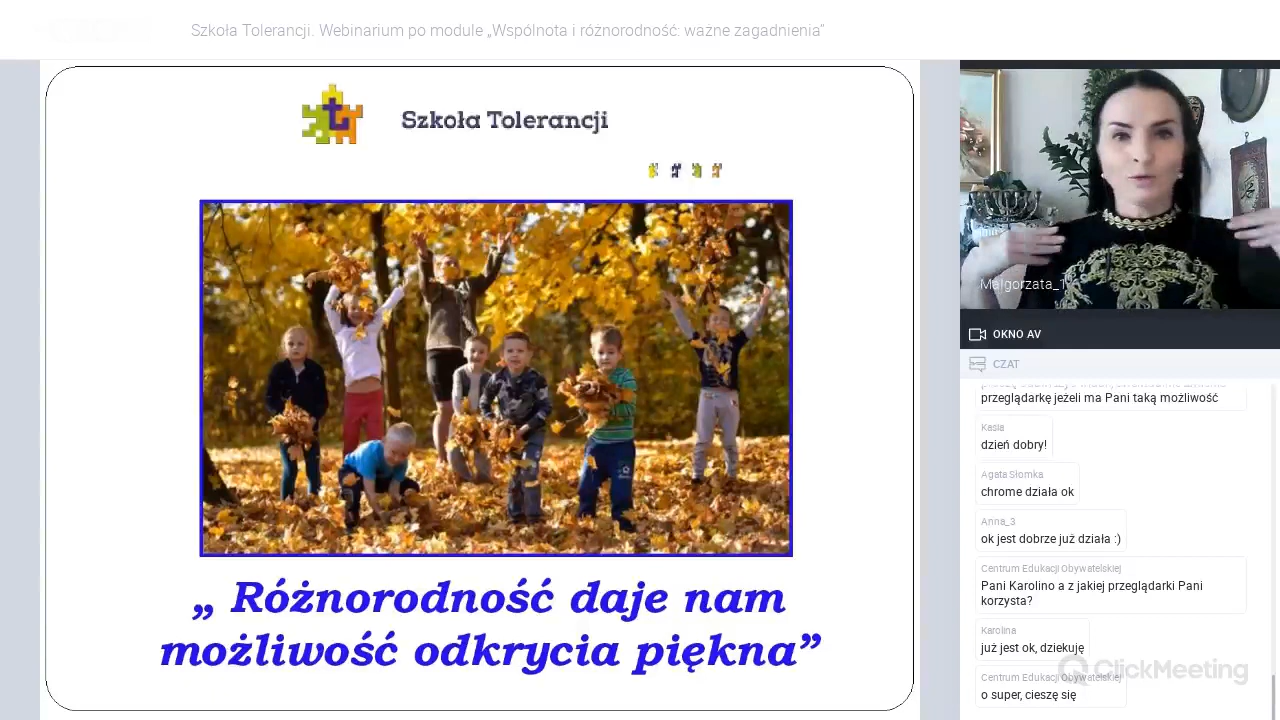 Szkoła Tolerancji. Webinarium po module „Wspólnota i różnorodność: ważne zagadnienia”
t
Szkoła Tolerancji
„ Różnorodność daje nam
możliwość odkrycia piękna”
Małgorzata_1
OKNO AV
CZAT
przeglądarkę jeżeli ma Pani taką możliwość
Kasia
dzień dobry!
Agata Słomka
chrome działa ok
Anna_3
ok jest dobrze już działa :)
Centrum Edukacji Obywatelskiej
Pani Karolino a z jakiej przeglądarki Pani
korzysta?
Karolina
już jest ok, dziekuję
Centrum Edukacji Obywatelskiej
o super, cieszę się
ClickMeeting